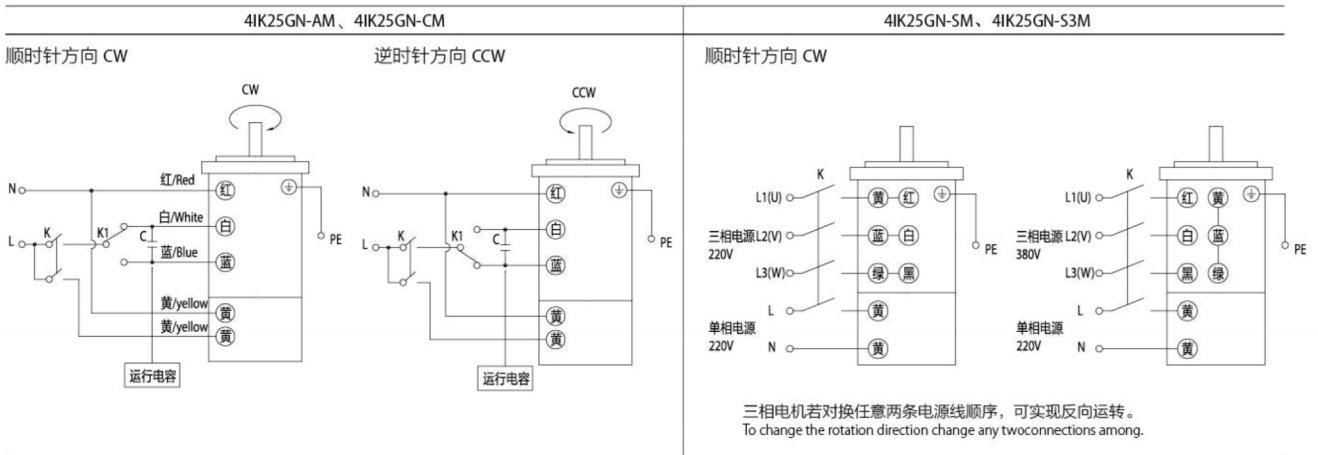 4IK25GN-AM、4IK25GN-CM
4IK25GN-SM、4IK25GN-S3M
顺时针方向 CW
逆时针方向 CCW
顺时针方向 CW
CW
N
红/Red
红
白/White
白
L
K
K1
C
蓝/Blue
蓝
PE
黄/yellow
黄
黄/yellow
黄
运行电容
CCW
N
红
白
L
K
K1
C
蓝
PE
黄
黄
运行电容
K
L1(U)
黄
红
三相电源
220V
L2(V)
蓝
白
PE
L3(W)
绿
黑
L
黄
单相电源
220V
N
黄
K
L1(U)
红
黄
三相电源
380V
L2(V)
白
蓝
PE
L3(W)
黑
绿
L
黄
单相电源
220V
N
黄
三相电机若对换任意两条电源线顺序，可实现反向运转。
To change the rotation direction change any twoconnections among.